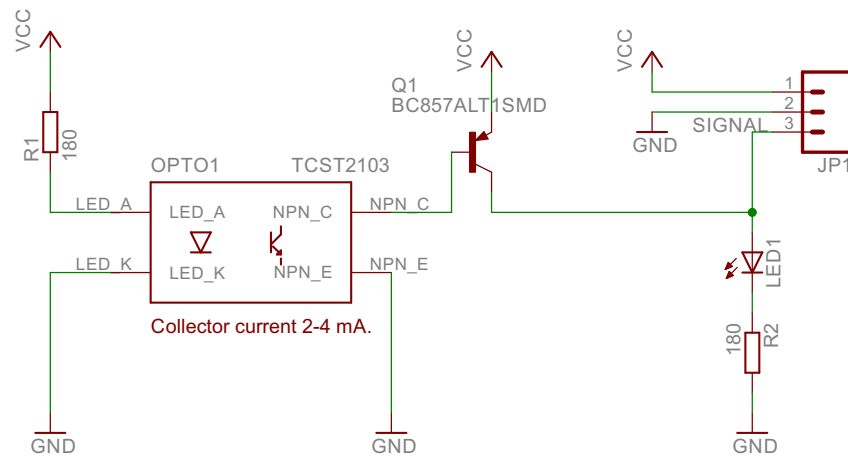 VCC
R1
180
OPTO1
TCST2103
LED_A
LED_A
NPN_C
NPN_C
LED_K
LED_K
NPN_E
NPN_E
Collector current 2-4 mA.
GND
GND
Q1
BC857ALT1SMD
VCC
VCC
GND
SIGNAL
1
2
3
JP1
LED1
180
R2
GND